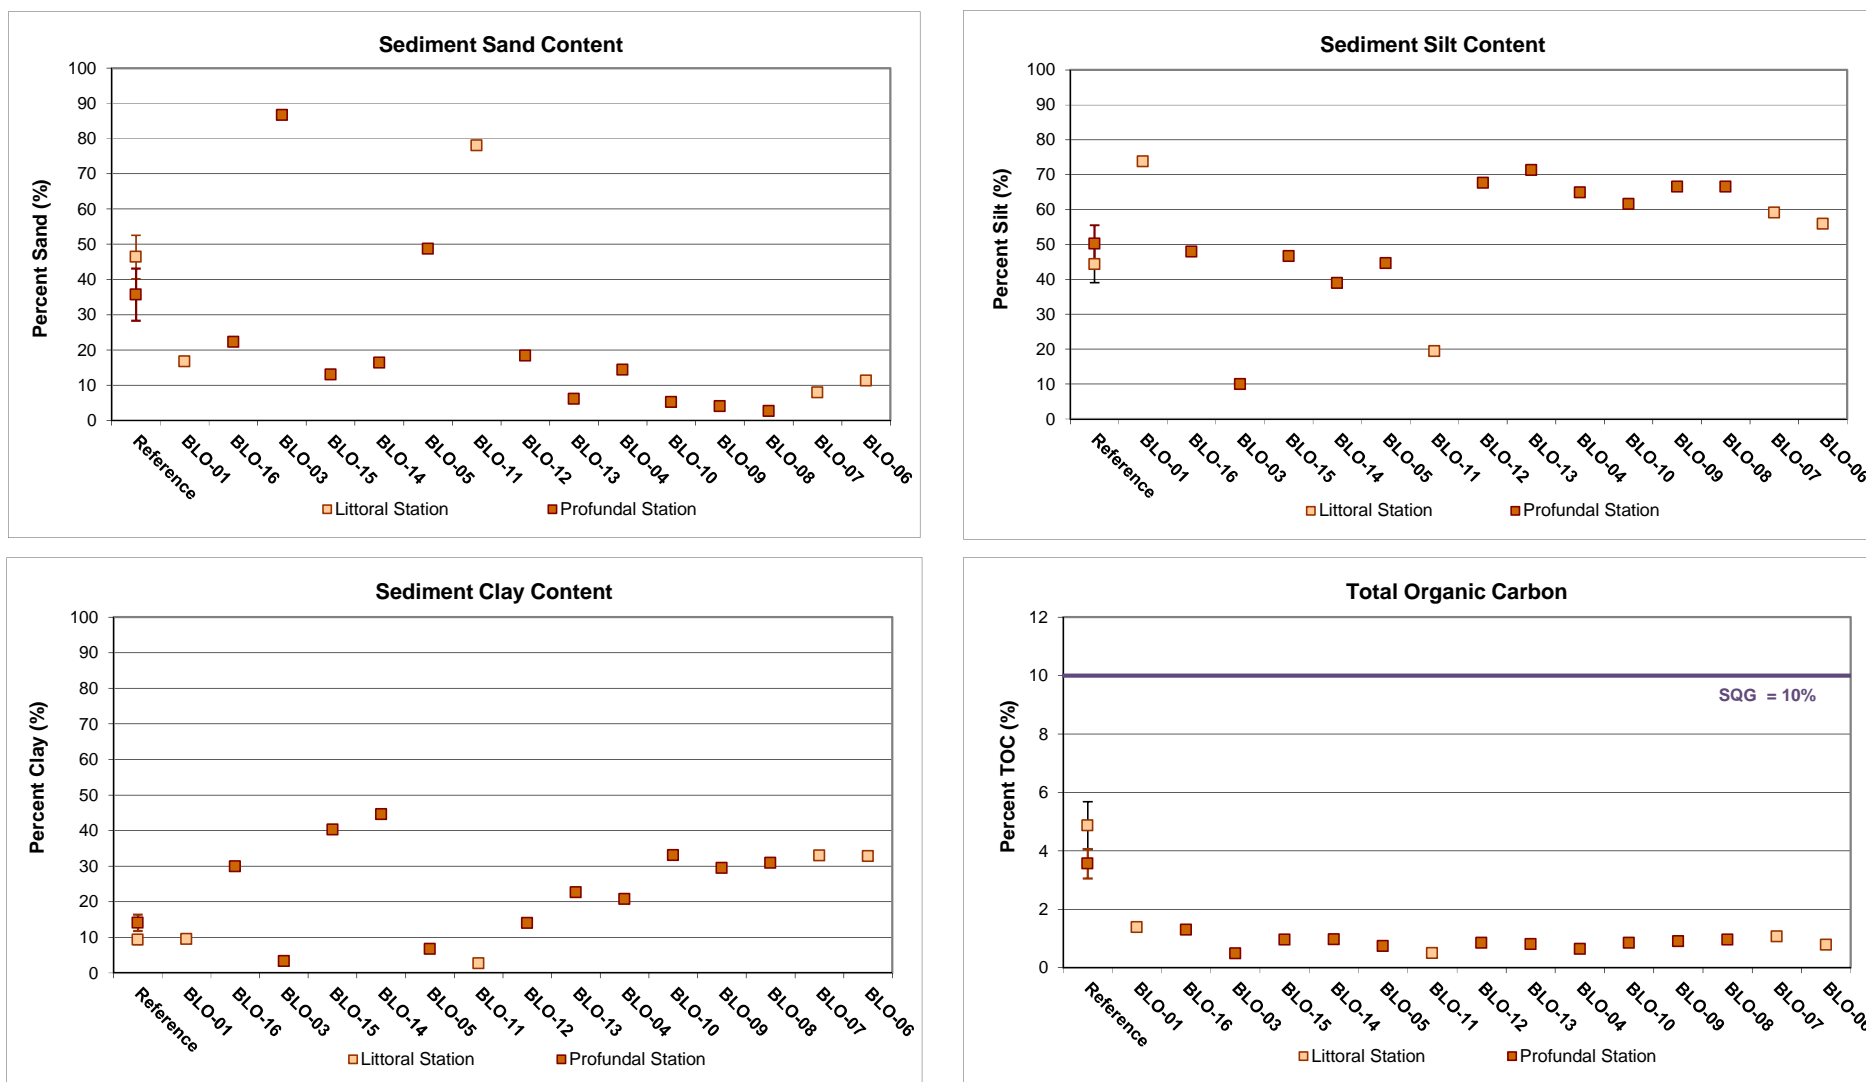 Sediment Sand Content
100
90
80
70
60
50
40
30
20
10
0
Percent Sand (%)
Reference
BLO-01
BLO-16
BLO-03
BLO-15
BLO-14
BLO-05
BLO-11
BLO-12
BLO-13
BLO-04
BLO-10
BLO-09
BLO-08
BLO-07
BLO-06
Littoral Station
Profundal Station
Sediment Silt Content
100
90
80
70
60
50
40
30
20
10
0
Percent Silt (%)
Reference
BLO-01
BLO-16
BLO-03
BLO-15
BLO-14
BLO-05
BLO-11
BLO-12
BLO-13
BLO-04
BLO-10
BLO-09
BLO-08
BLO-07
BLO-06
Littoral Station
Profundal Station
Sediment Clay Content
100
90
80
70
60
50
40
30
20
10
0
Percent Clay (%)
Reference
BLO-01
BLO-16
BLO-03
BLO-15
BLO-14
BLO-05
BLO-11
BLO-12
BLO-13
BLO-04
BLO-10
BLO-09
BLO-08
BLO-07
BLO-06
Littoral Station
Profundal Station
Total Organic Carbon
12
10
8
6
4
2
0
Percent TOC (%)
SQG = 10%
Reference
BLO-01
BLO-16
BLO-03
BLO-15
BLO-14
BLO-05
BLO-11
BLO-12
BLO-13
BLO-04
BLO-10
BLO-09
BLO-08
BLO-07
BLO-06
Littoral Station
Profundal Station